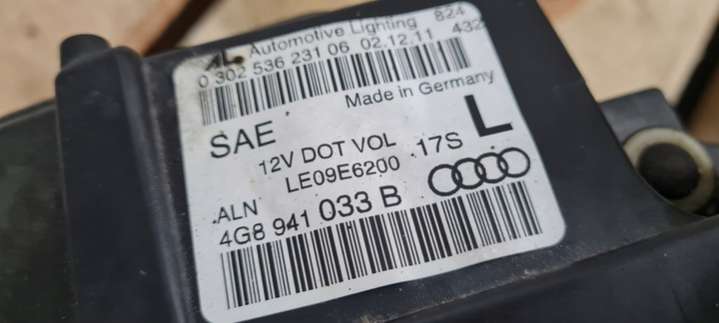 AL Automotive Lighting 824
0 302 536 231 06 02.12.11 432
Made in Germany
SAE
12V DOT VOL 17S L
LE09E6200
ALN
4G8 941 033 B